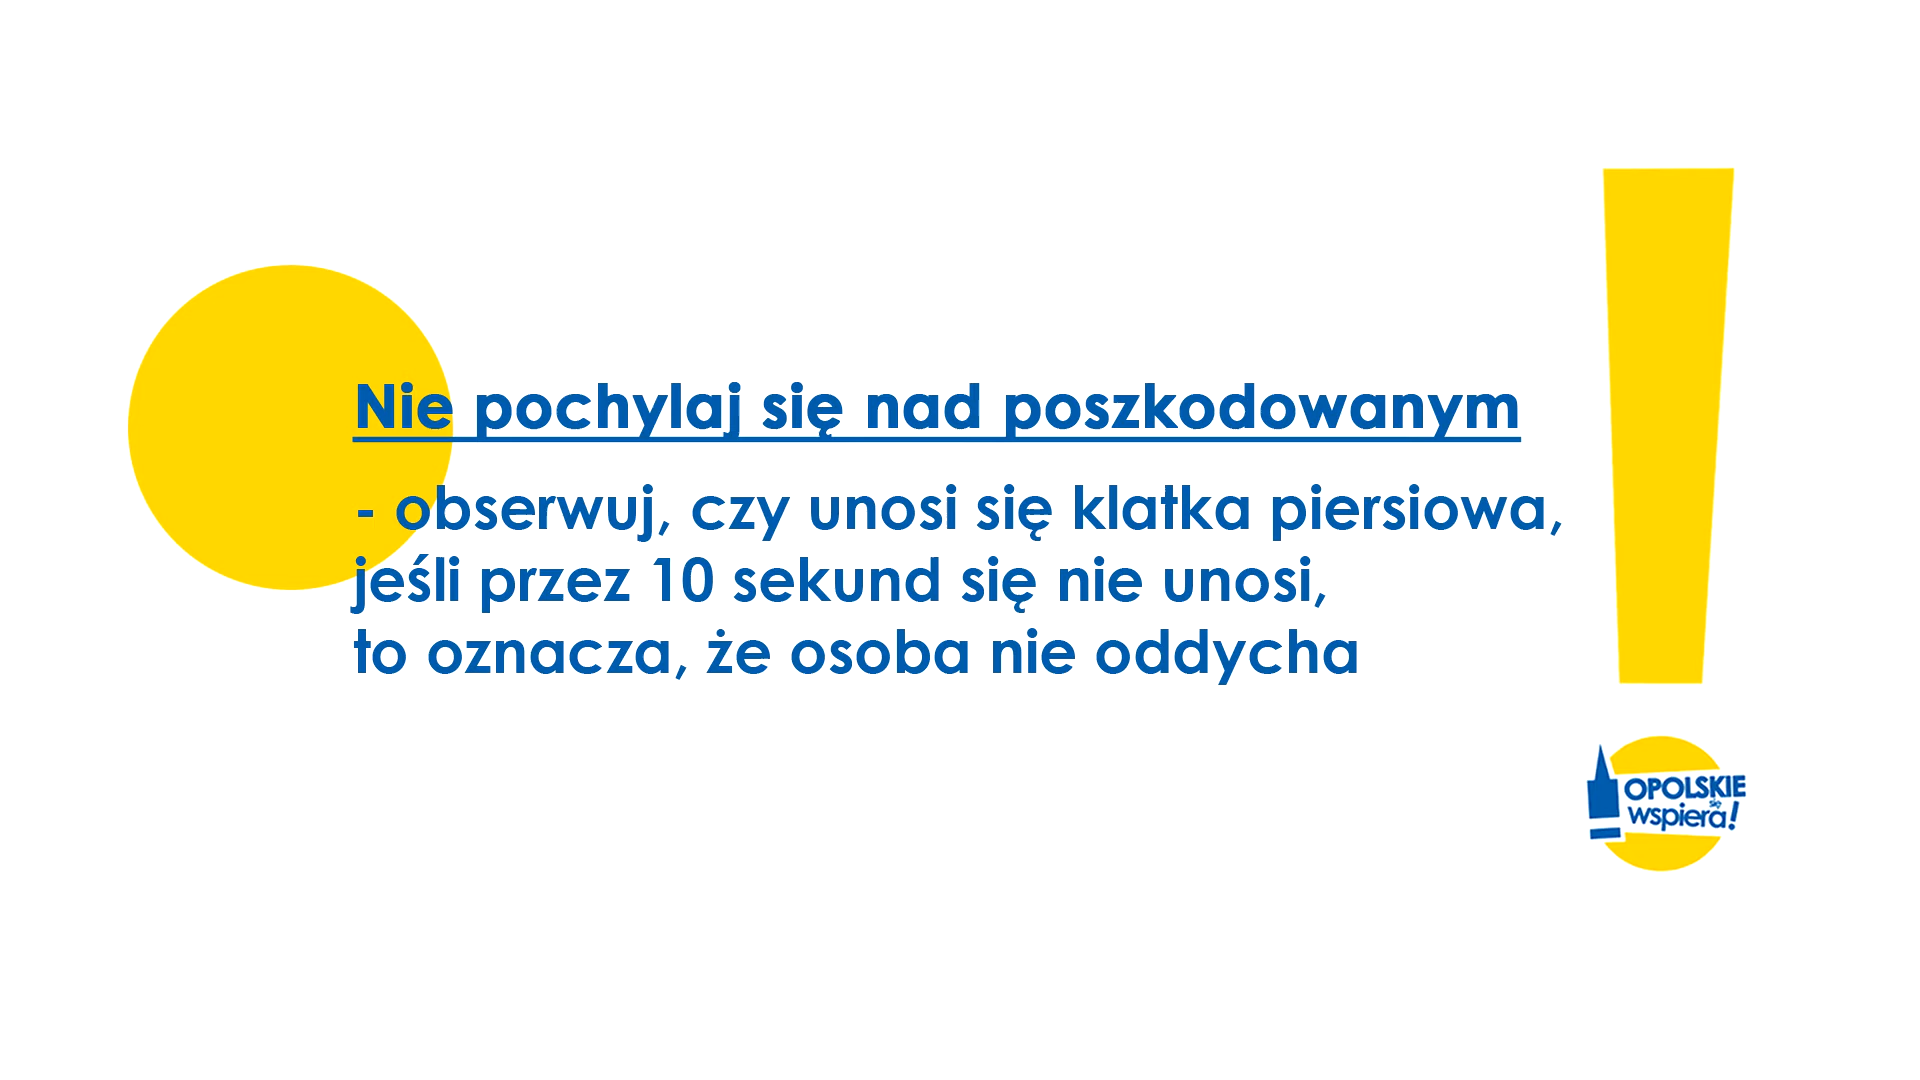 Nie pochylaj się nad poszkodowanym
- obserwuj, czy unosi się klatka piersiowa,
jeśli przez 10 sekund się nie unosi,
to oznacza, że osoba nie oddycha
OPOLSKIE
się
wspiera!